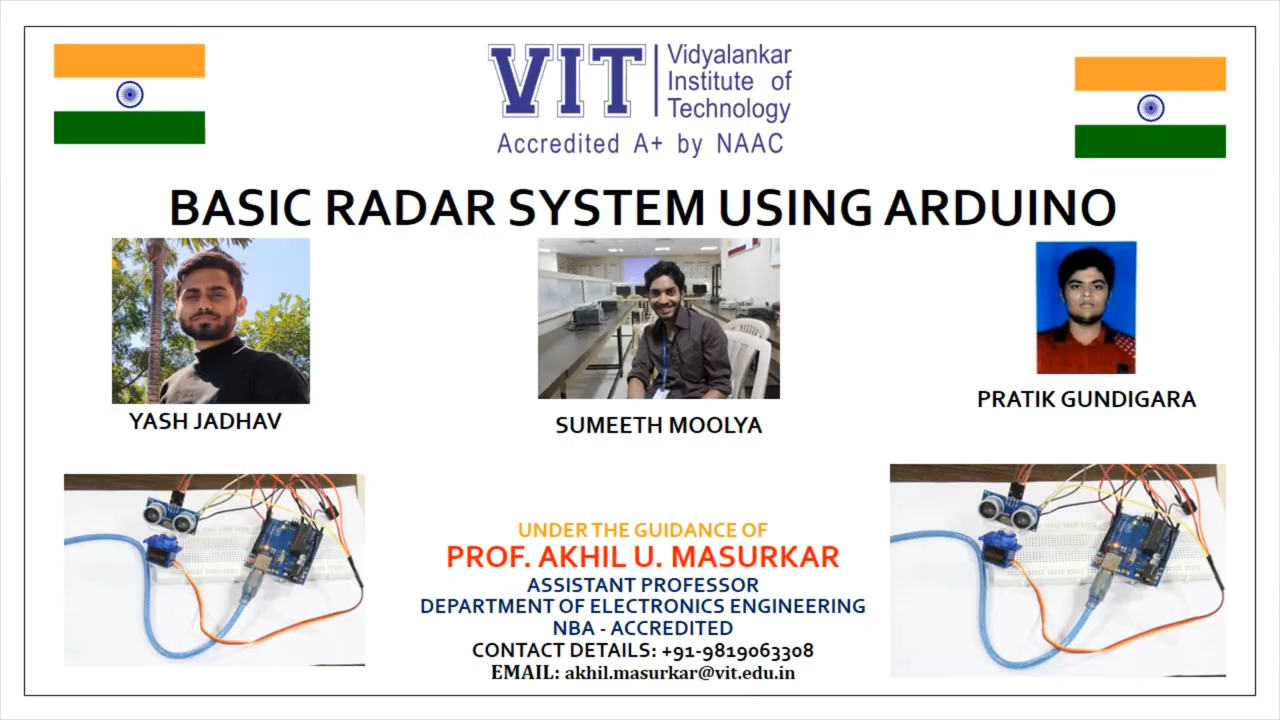 VIT
Vidyalankar
Institute of
Technology
Accredited A+ by NAAC
BASIC RADAR SYSTEM USING ARDUINO
YASH JADHAV
SUMEETH MOOLYA
PRATIK GUNDIGARA
UNDER THE GUIDANCE OF
PROF. AKHIL U. MASURKAR
ASSISTANT PROFESSOR
DEPARTMENT OF ELECTRONICS ENGINEERING
NBA - ACCREDITED
CONTACT DETAILS: +91-9819063308
EMAIL: akhil.masurkar@vit.edu.in